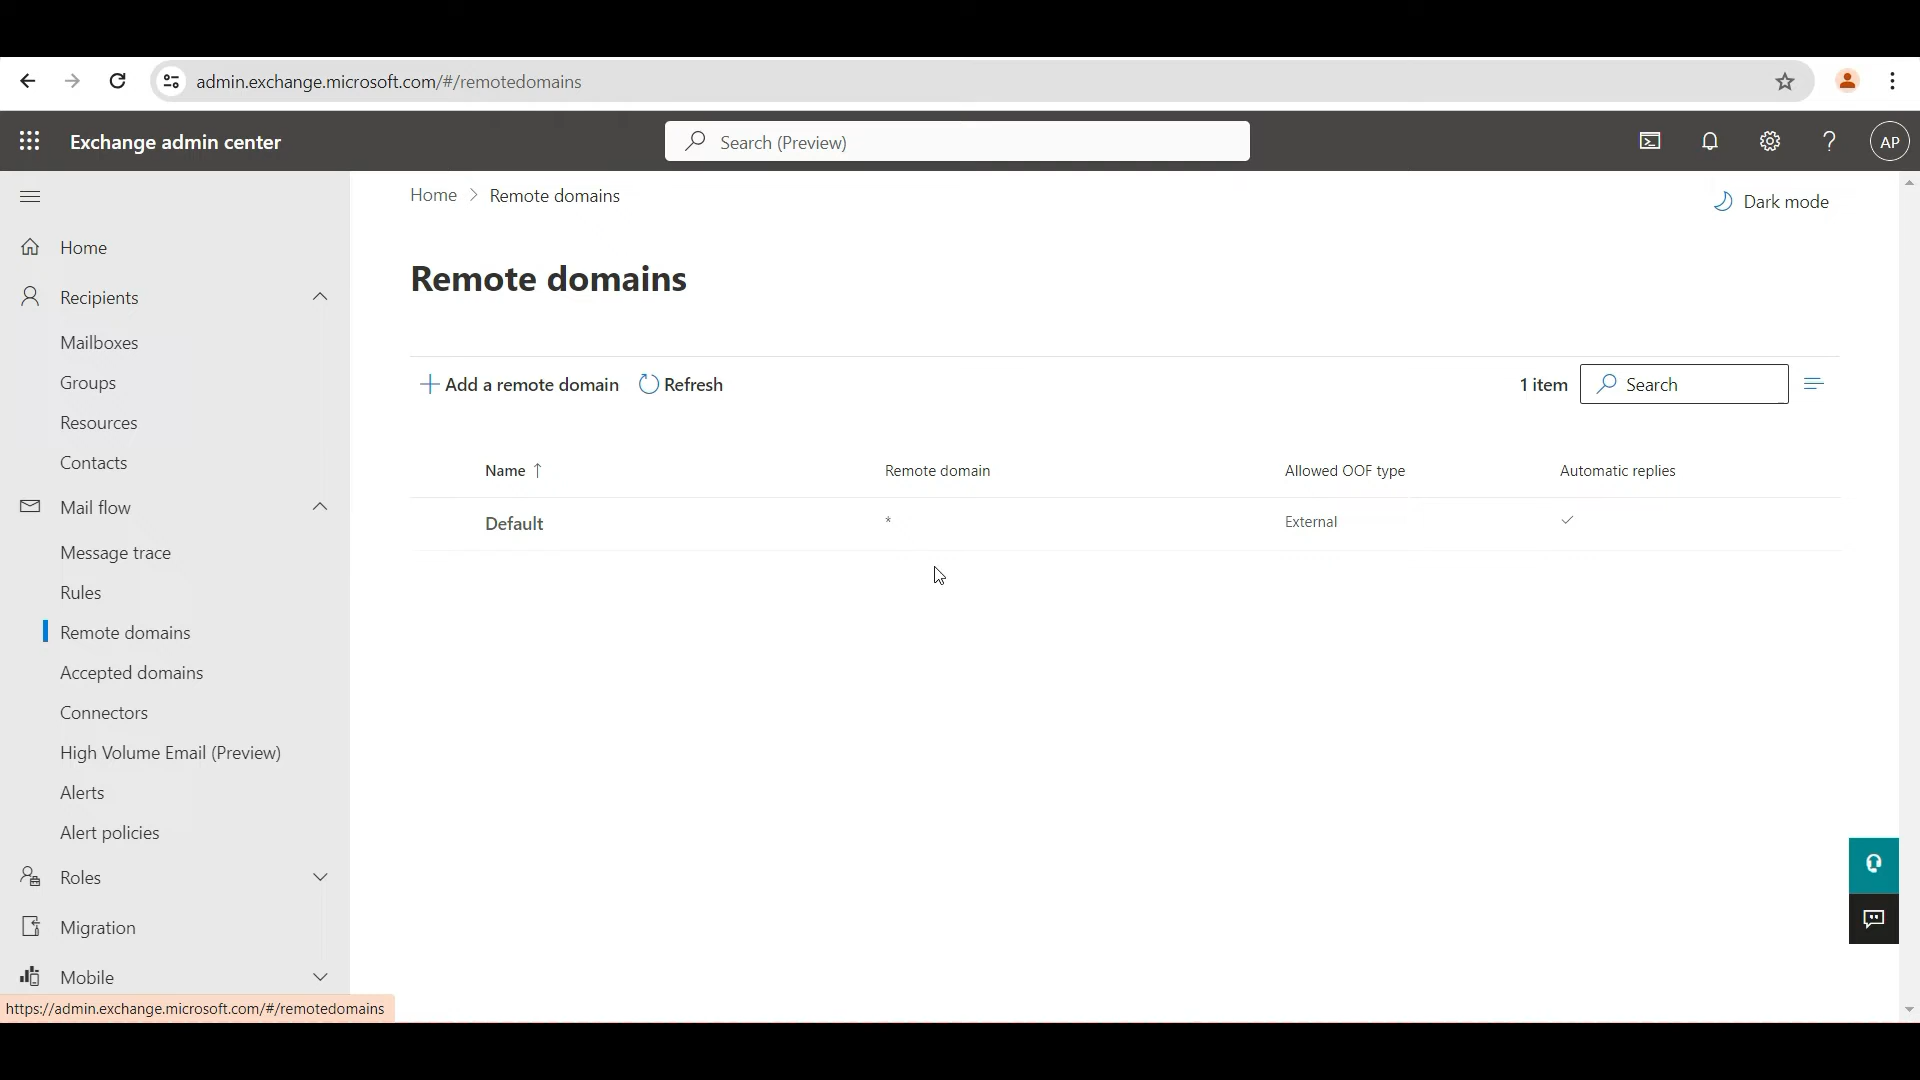 admin.exchange.microsoft.com/#/remotedomains
Exchange admin center
Search (Preview)
AP
Home
Recipients
Mailboxes
Groups
Resources
Contacts
Mail flow
Message trace
Rules
Remote domains
Accepted domains
Connectors
High Volume Email (Preview)
Alerts
Alert policies
Roles
Migration
Mobile
https://admin.exchange.microsoft.com/#/remotedomains
Home > Remote domains
Dark mode
Remote domains
+ Add a remote domain Refresh 1 item Search
Name ↑ Remote domain Allowed OOF type Automatic replies
Default * External ✓